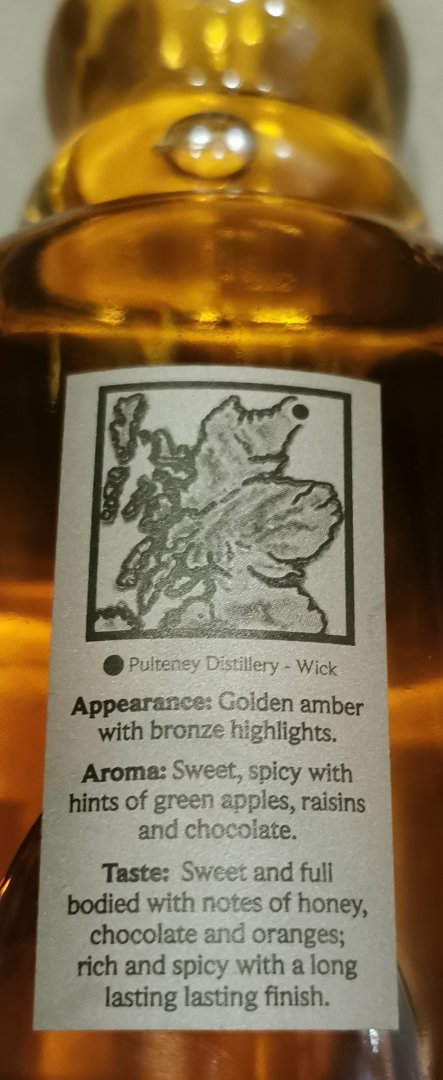 Pulteney Distillery - Wick
Appearance: Golden amber
with bronze highlights.
Aroma: Sweet, spicy with
hints of green apples, raisins
and chocolate.
Taste: Sweet and full
bodied with notes of honey,
chocolate and oranges;
rich and spicy with a long
lasting lasting finish.